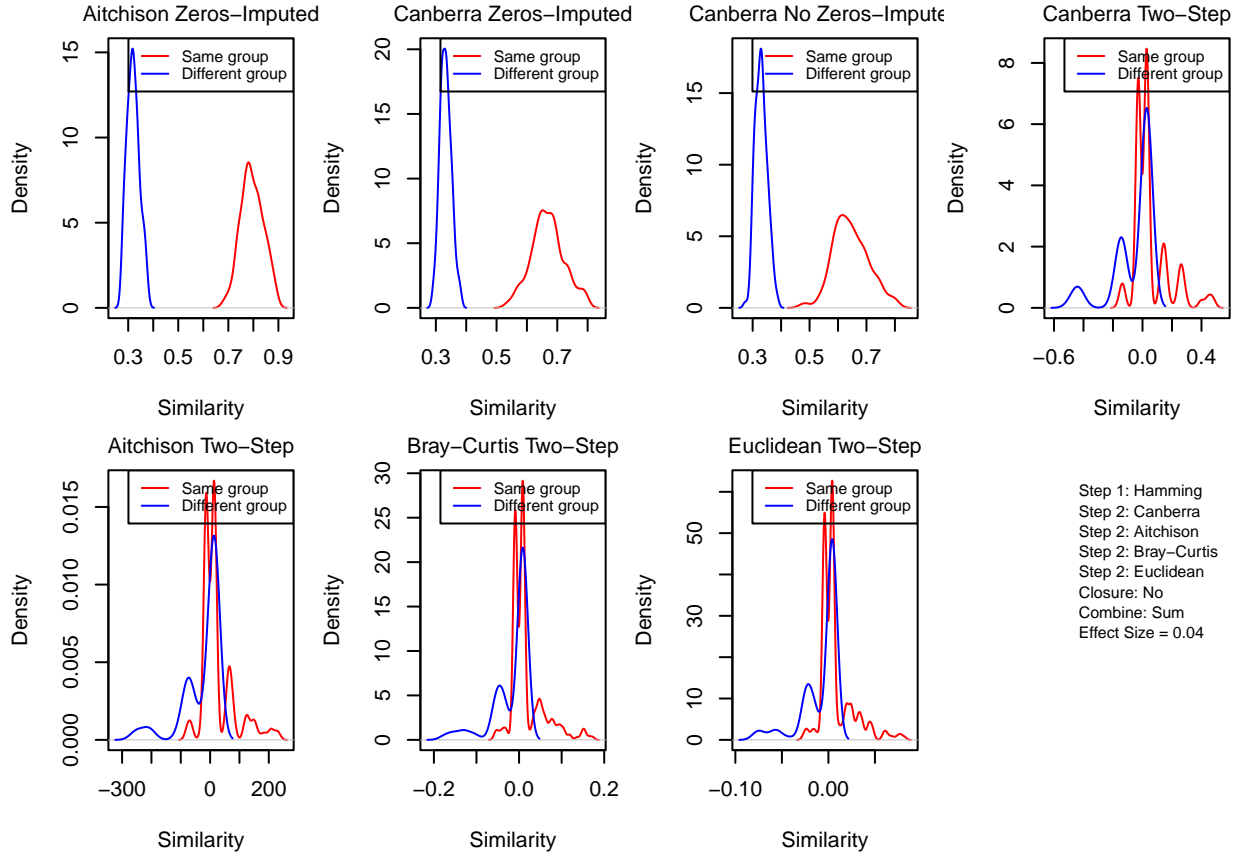 Aitchison Zeros−Imputed
Density
0 5 10 15
Same group
Different group
0.3 0.5 0.7 0.9
Similarity
Canberra Zeros−Imputed
Density
0 5 10 15 20
Same group
Different group
0.3 0.7
Similarity
Canberra No Zeros−Impute
Density
0 5 10 15
Same group
Different group
0.3 0.7
Similarity
Canberra Two−Step
Density
0 2 4 6 8
Same group
Different group
−0.6 0.0 0.4
Similarity
Aitchison Two−Step
Density
0.000 0.005 0.010 0.015
Same group
Different group
−300 0 200
Similarity
Bray−Curtis Two−Step
Density
0 5 10 15 20 25 30
Same group
Different group
−0.2 0.0 0.2
Similarity
Euclidean Two−Step
Density
0 10 30 50
Same group
Different group
−0.10 0.00
Similarity
Step 1: Hamming
Step 2: Canberra
Step 2: Aitchison
Step 2: Bray−Curtis
Step 2: Euclidean
Closure: No
Combine: Sum
Effect Size = 0.04